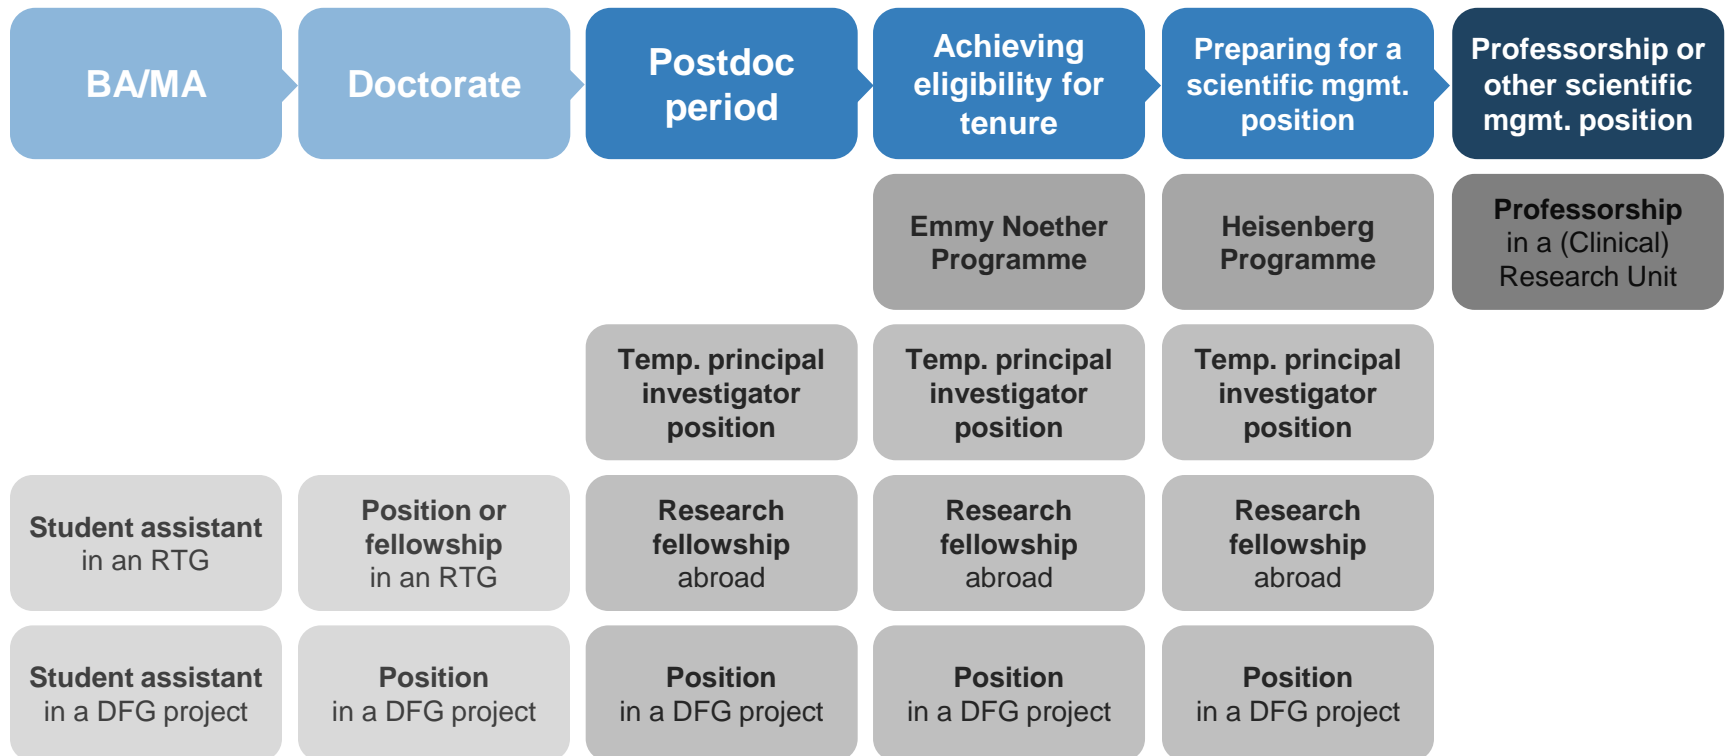 BA/MA
Doctorate
Postdoc
period
Achieving
eligibility for
tenure
Preparing for a
scientific mgmt.
position
Professorship or
other scientific
mgmt. position
Emmy Noether
Programme
Heisenberg
Programme
Professorship
in a (Clinical)
Research Unit
Temp. principal
investigator
position
Temp. principal
investigator
position
Temp. principal
investigator
position
Student assistant
in an RTG
Position or
fellowship
in an RTG
Research
fellowship
abroad
Research
fellowship
abroad
Research
fellowship
abroad
Student assistant
in a DFG project
Position
in a DFG project
Position
in a DFG project
Position
in a DFG project
Position
in a DFG project